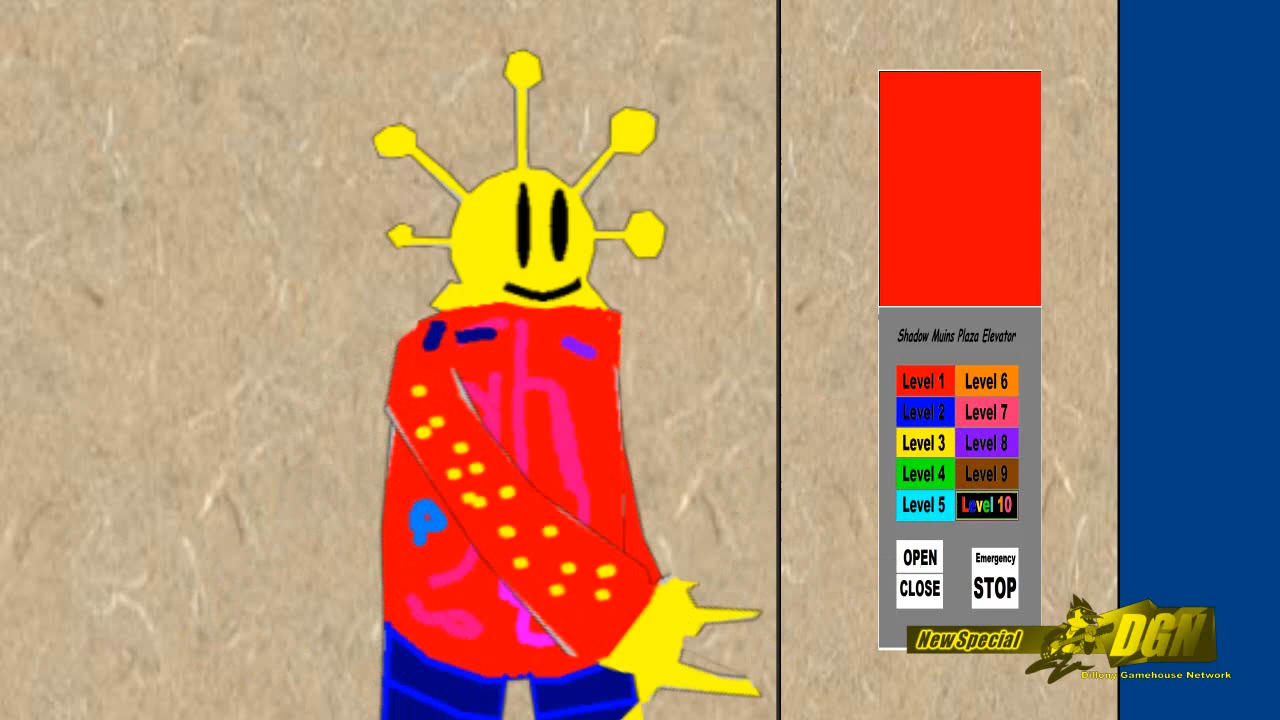 Shadow Muins Plaza Elevator
Level 1 Level 6
Level 2 Level 7
Level 3 Level 8
Level 4 Level 9
Level 5 Level 10
OPEN
CLOSE
Emergency
STOP
New Special
DGN
Dillony Gamehouse Network